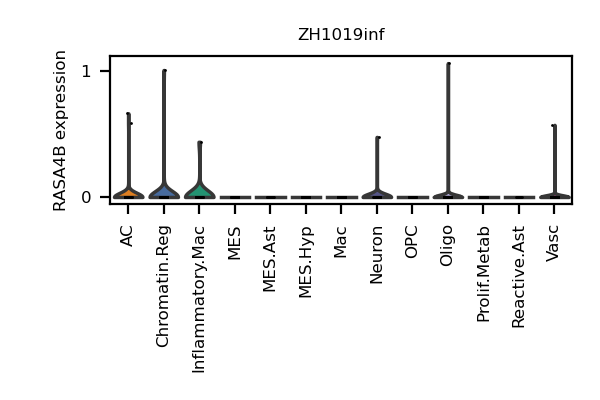 ZH1019inf
RASA4B expression
1
0
AC
Chromatin.Reg
Inflammatory.Mac
MES
MES.Ast
MES.Hyp
Mac
Neuron
OPC
Oligo
Prolif.Metab
Reactive.Ast
Vasc